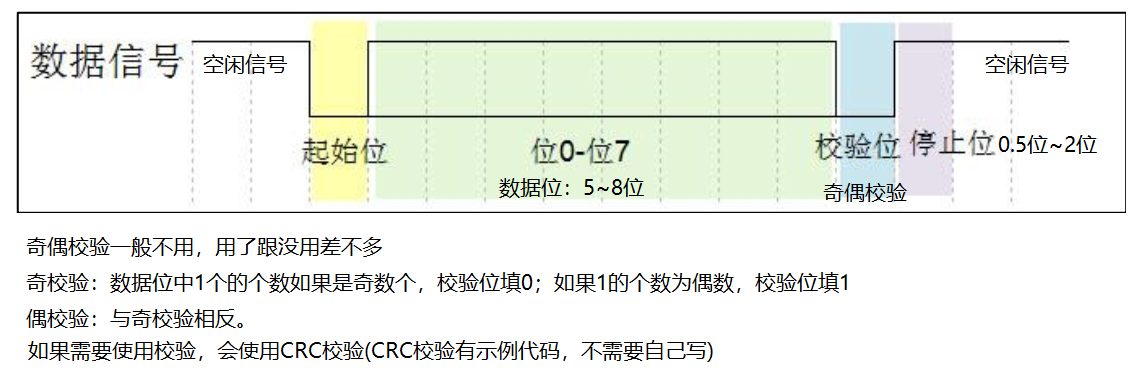 数据信号
空闲信号
空闲信号
起始位
位0-位7
校验位
停止位
0.5位~2位
数据位：5~8位
奇偶校验
奇偶校验一般不用，用了跟没用差不多
奇校验：数据位中1个的个数如果是奇数个，校验位填0；如果1的个数为偶数，校验位填1
偶校验：与奇校验相反。
如果需要使用校验，会使用CRC校验(CRC校验有示例代码，不需要自己写)